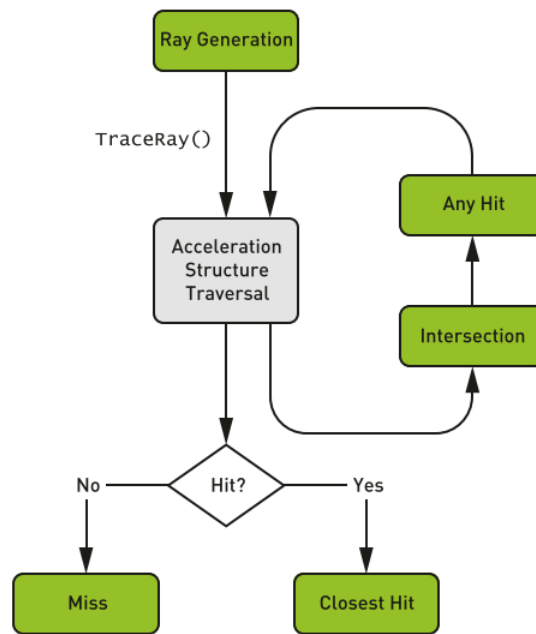 Ray Generation
TraceRay()
Any Hit
Acceleration
Structure
Traversal
Intersection
No
Hit?
Yes
Miss
Closest Hit